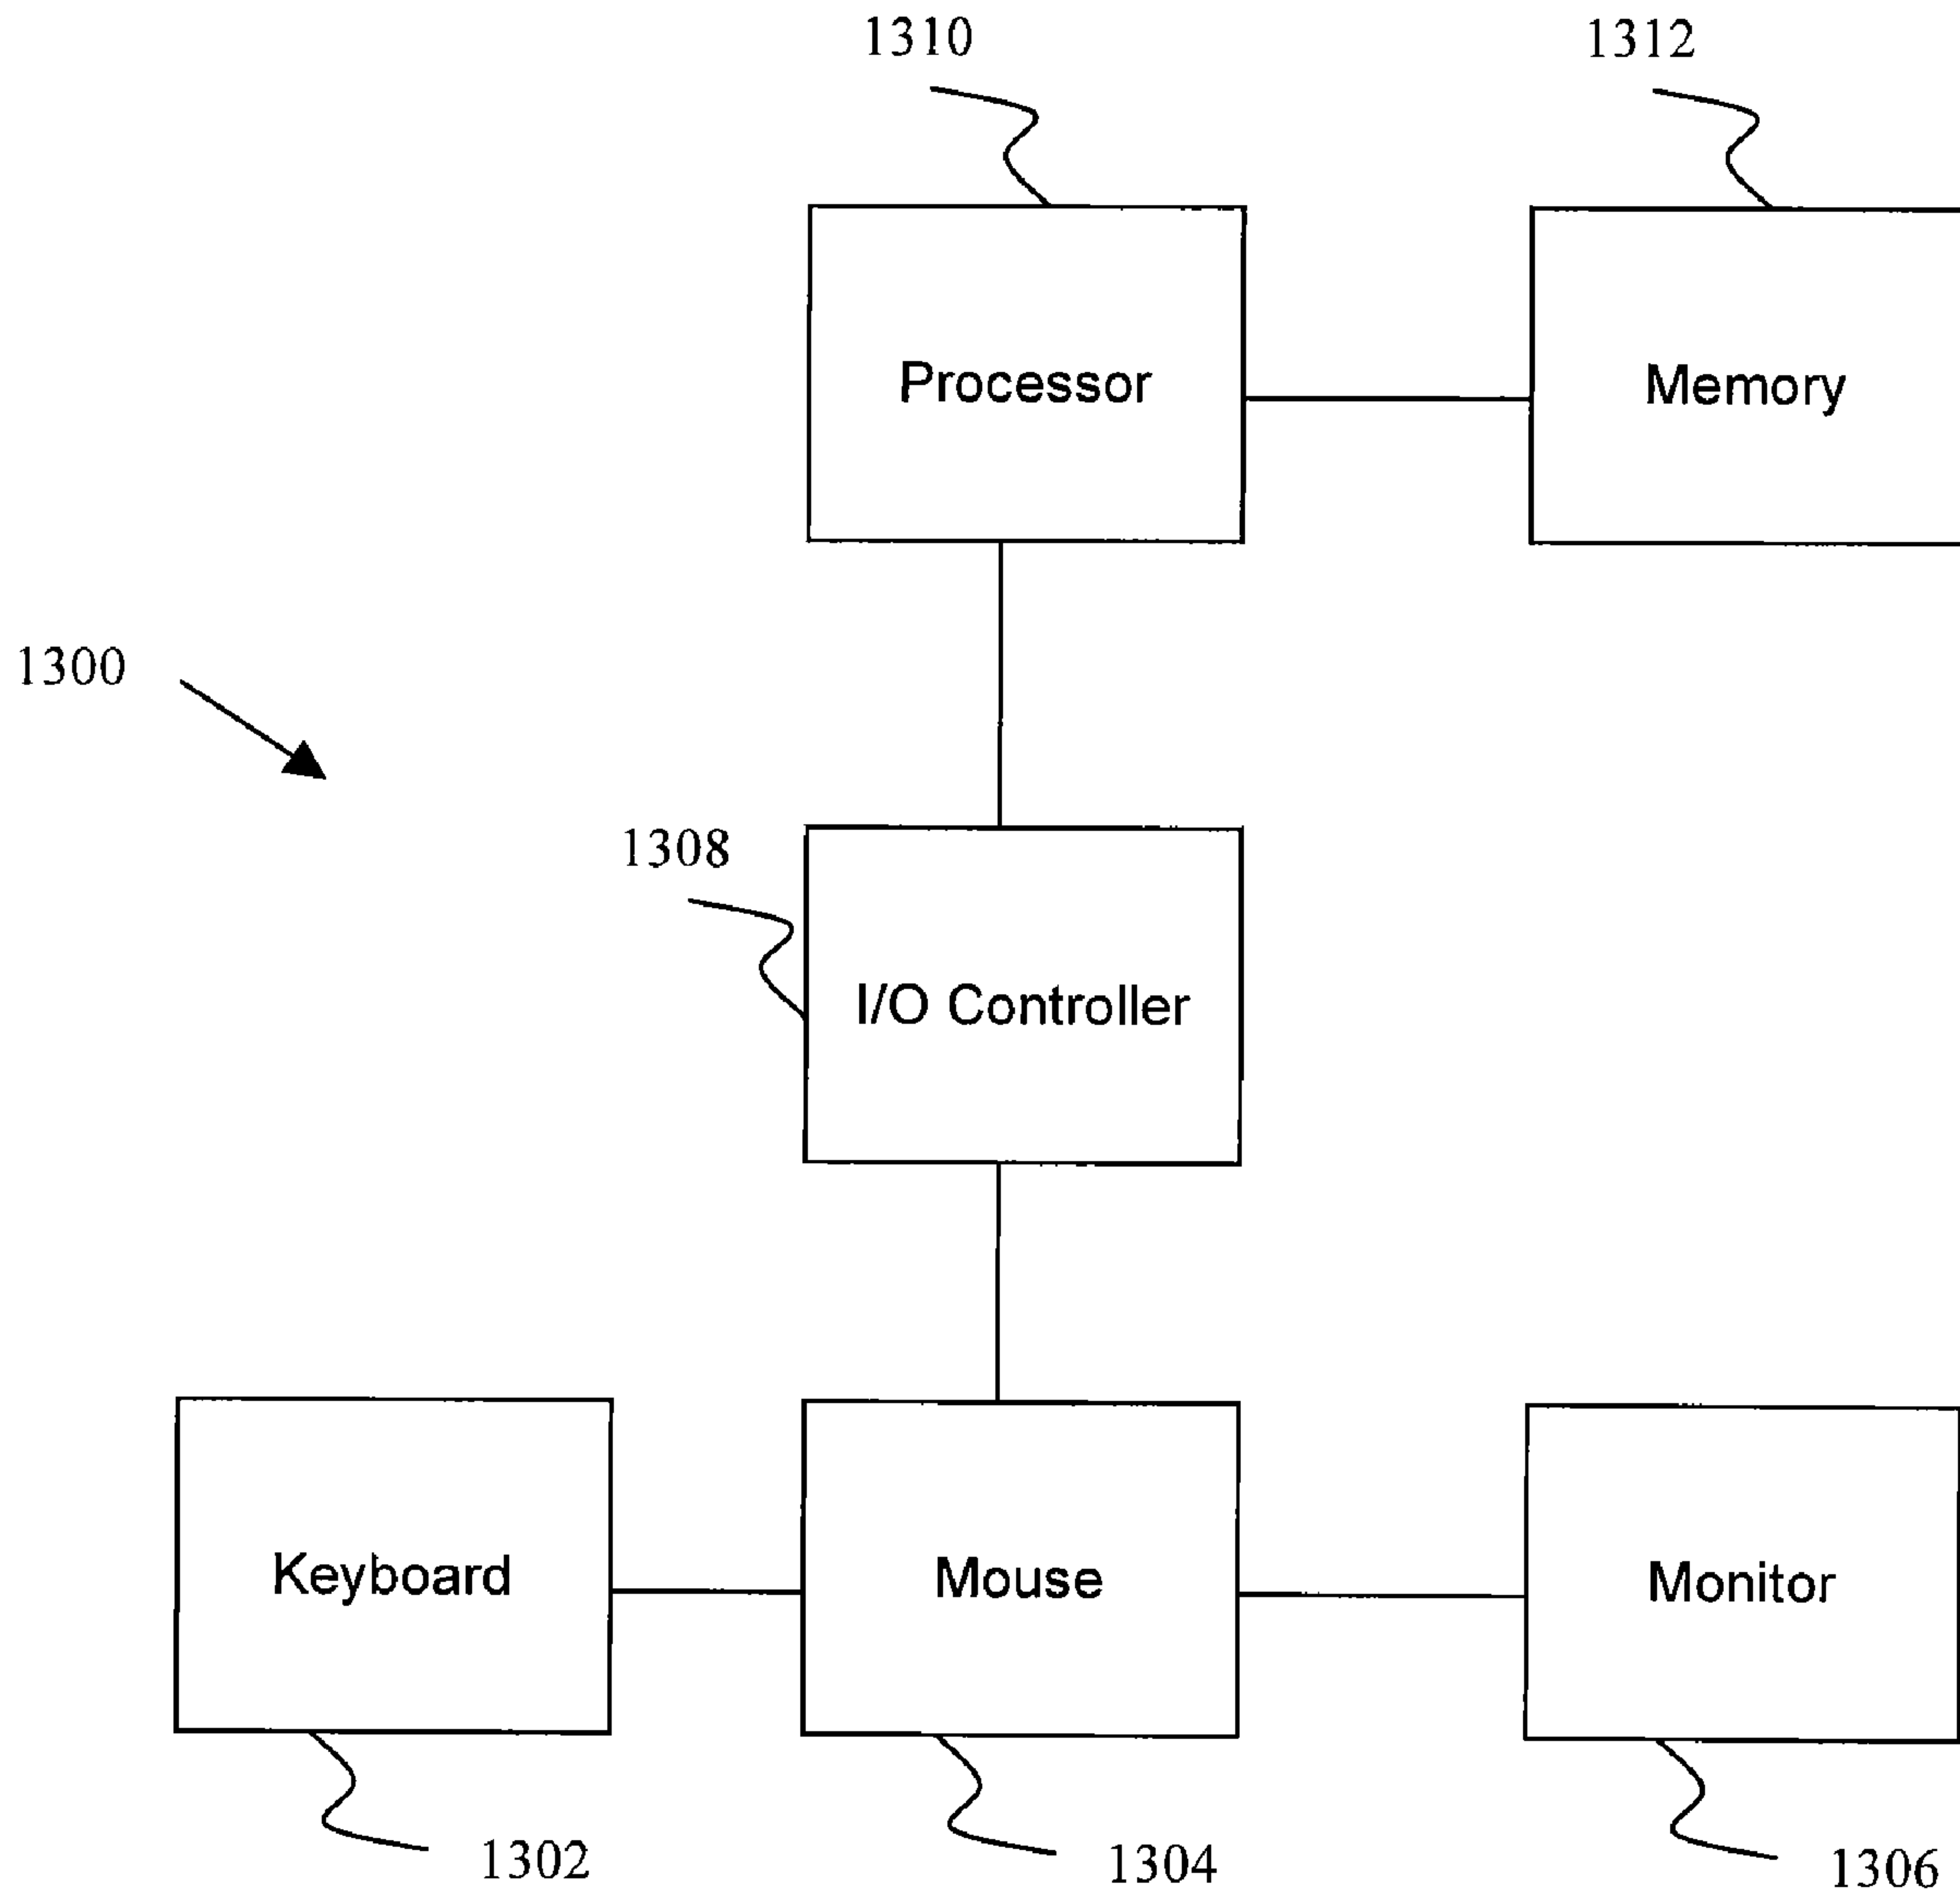 1310
1312
Processor
Memory
1300
1308
I/O Controller
Keyboard
Mouse
Monitor
1302
1304
1306